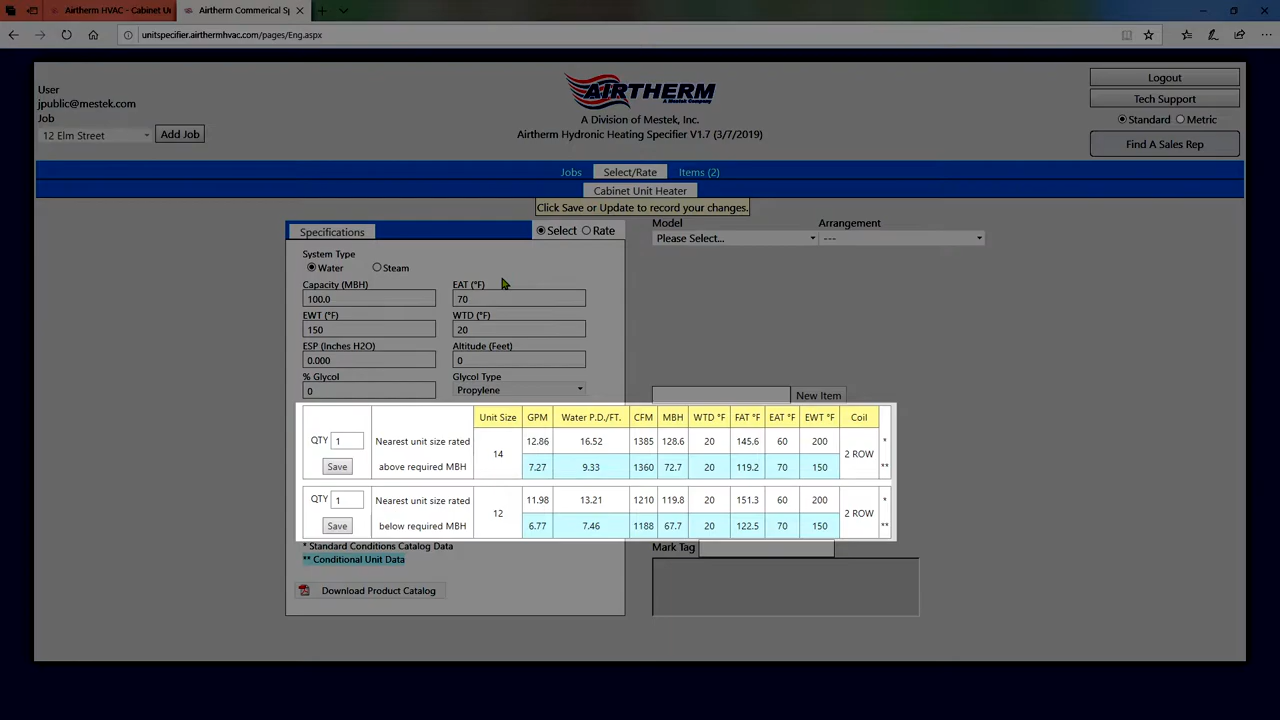 Airtherm HVAC - Cabinet U
Airtherm Commerical S
unitspecifier.airthermhvac.com/pages/Eng.aspx
User
jpublic@mestek.com
Job
12 Elm Street
Add Job
AIRTHERM
A Mestek Company
A Division of Mestek, Inc.
Airtherm Hydronic Heating Specifier V1.7 (3/7/2019)
Logout
Tech Support
Standard Metric
Find A Sales Rep
Jobs Select/Rate Items (2)
Cabinet Unit Heater
Click Save or Update to record your changes.
Specifications Select Rate
Model Arrangement
Please Select... ---
System Type
Water Steam
Capacity (MBH) EAT (°F)
100.0 70
EWT (°F) WTD (°F)
150 20
ESP (Inches H2O) Altitude (Feet)
0.000 0
% Glycol Glycol Type
0 Propylene
New Item
Unit Size GPM Water P.D./FT. CFM MBH WTD °F FAT °F EAT °F EWT °F Coil
QTY 1 Nearest unit size rated 14 12.86 16.52 1385 128.6 20 145.6 60 200 2 ROW *
Save above required MBH 7.27 9.33 1360 72.7 20 119.2 70 150 **
QTY 1 Nearest unit size rated 12 11.98 13.21 1210 119.8 20 151.3 60 200 2 ROW *
Save below required MBH 6.77 7.46 1188 67.7 20 122.5 70 150 **
* Standard Conditions Catalog Data
** Conditional Unit Data
Mark Tag
Download Product Catalog